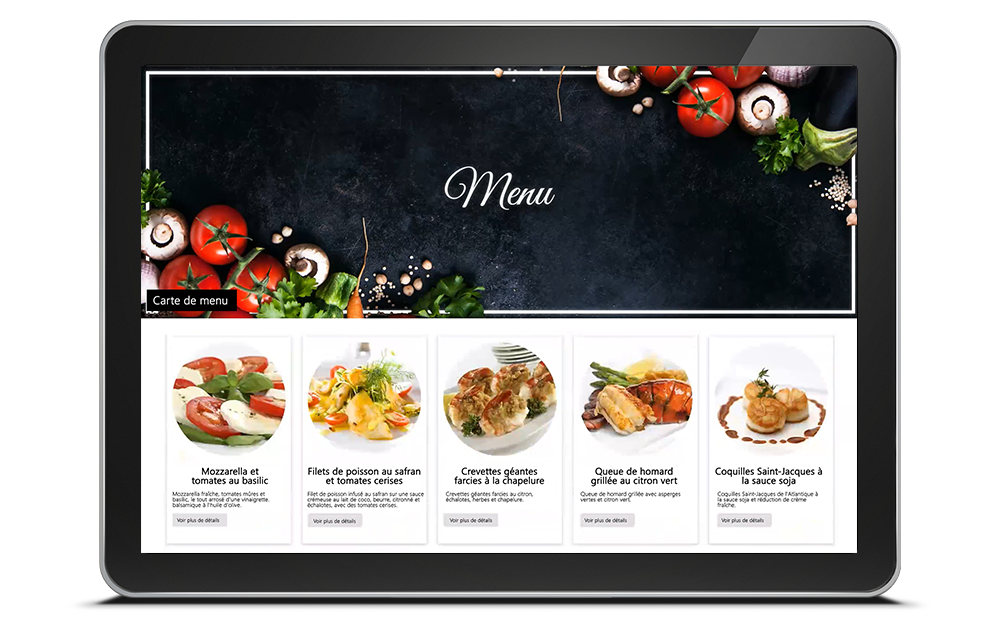 Menu
Carte de menu
Mozzarella et
tomates au basilic
Mozzarella fraîche, tomates mûres et
basilic, le tout arrosé d'une vinaigrette
balsamique à l'huile d'olive.
Voir plus de détails
Filets de poisson au safran
et tomates cerises
Filet de poisson infusé au safran sur une sauce
crémeuse au lait de coco, beurre, citronné et
échalotes, avec des tomates cerises.
Voir plus de détails
Crevettes géantes
farcies à la chapelure
Crevettes géantes farcies au citron,
échalotes, herbes et chapelure.
Voir plus de détails
Queue de homard
grillée au citron vert
Queue de homard grillée avec asperges
vertes et citron vert.
Voir plus de détails
Coquilles Saint-Jacques à
la sauce soja
Coquilles Saint-Jacques de l'Atlantique à
la sauce soja et réduction de crème
fraîche.
Voir plus de détails